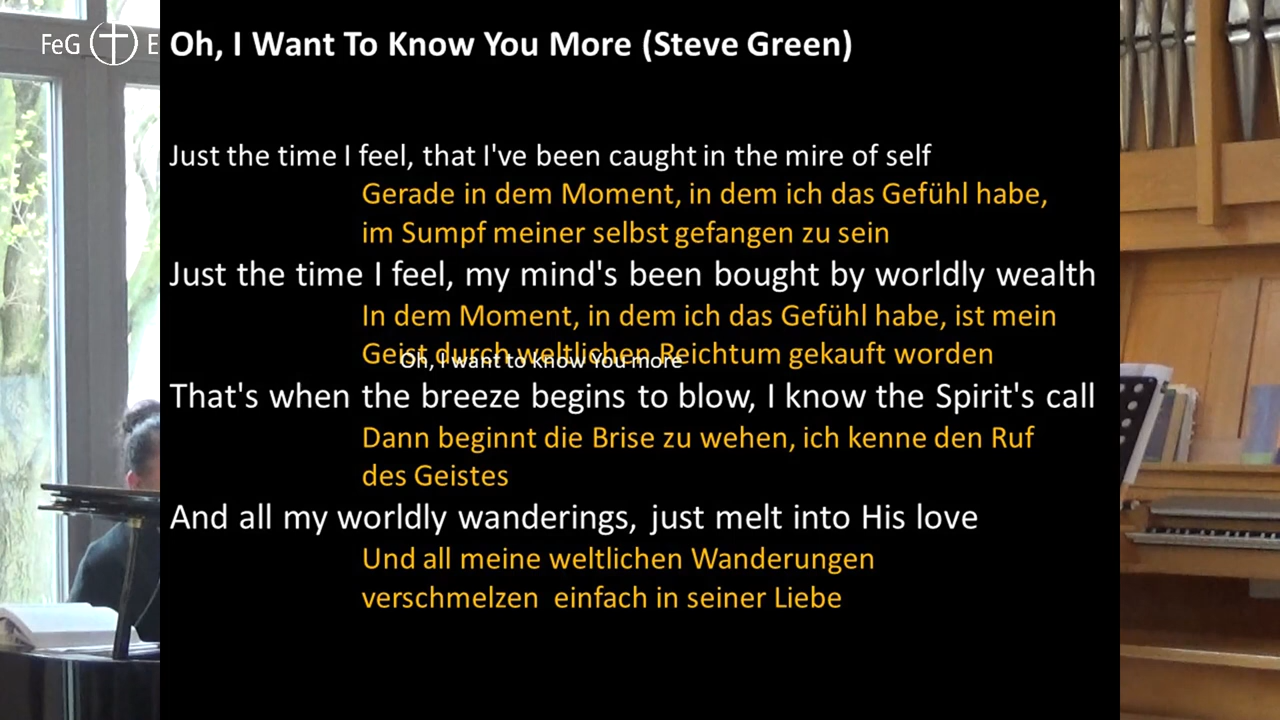 FeG E
Oh, I Want To Know You More (Steve Green)
Just the time I feel, that I've been caught in the mire of self
Gerade in dem Moment, in dem ich das Gefühl habe,
im Sumpf meiner selbst gefangen zu sein
Just the time I feel, my mind's been bought by worldly wealth
In dem Moment, in dem ich das Gefühl habe, ist mein
Geist durch weltlichen Reichtum gekauft worden
Oh, I want to know You more
That's when the breeze begins to blow, I know the Spirit's call
Dann beginnt die Brise zu wehen, ich kenne den Ruf
des Geistes
And all my worldly wanderings, just melt into His love
Und all meine weltlichen Wanderungen
verschmelzen einfach in seiner Liebe